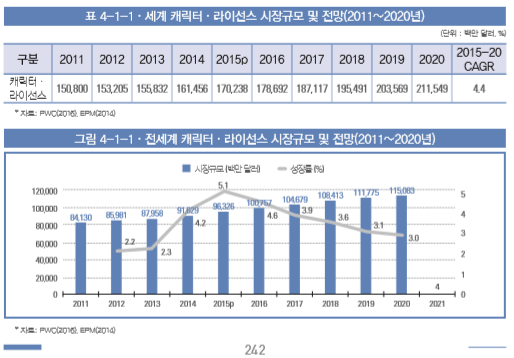 표 4-1-1 · 세계 캐릭터 · 라이선스 시장규모 및 전망(2011~2020년)
(단위 : 백만 달러, %)
구분 2011 2012 2013 2014 2015p 2016 2017 2018 2019 2020 2015-20 CAGR
캐릭터 · 라이선스 150,800 153,205 155,832 161,456 170,238 178,692 187,117 195,491 203,569 211,549 4.4
* 자료: PWC(2016), EPM(2014)
그림 4-1-1 · 전세계 캐릭터 · 라이선스 시장규모 및 전망(2011~2020년)
시장규모 (백만 달러) 성장률 (%)
120,000 100,000 80,000 60,000 40,000 20,000 0
84,130 85,981 87,958 91,629 96,326 100,757 104,679 108,413 111,775 115,083
2.2 2.3 4.2 5.1 4.6 3.9 3.6 3.1 3.0 4
5 4 3 2 1 0
2011 2012 2013 2014 2015p 2016 2017 2018 2019 2020 2021
* 자료: PWC(2016), EPM(2014)
242